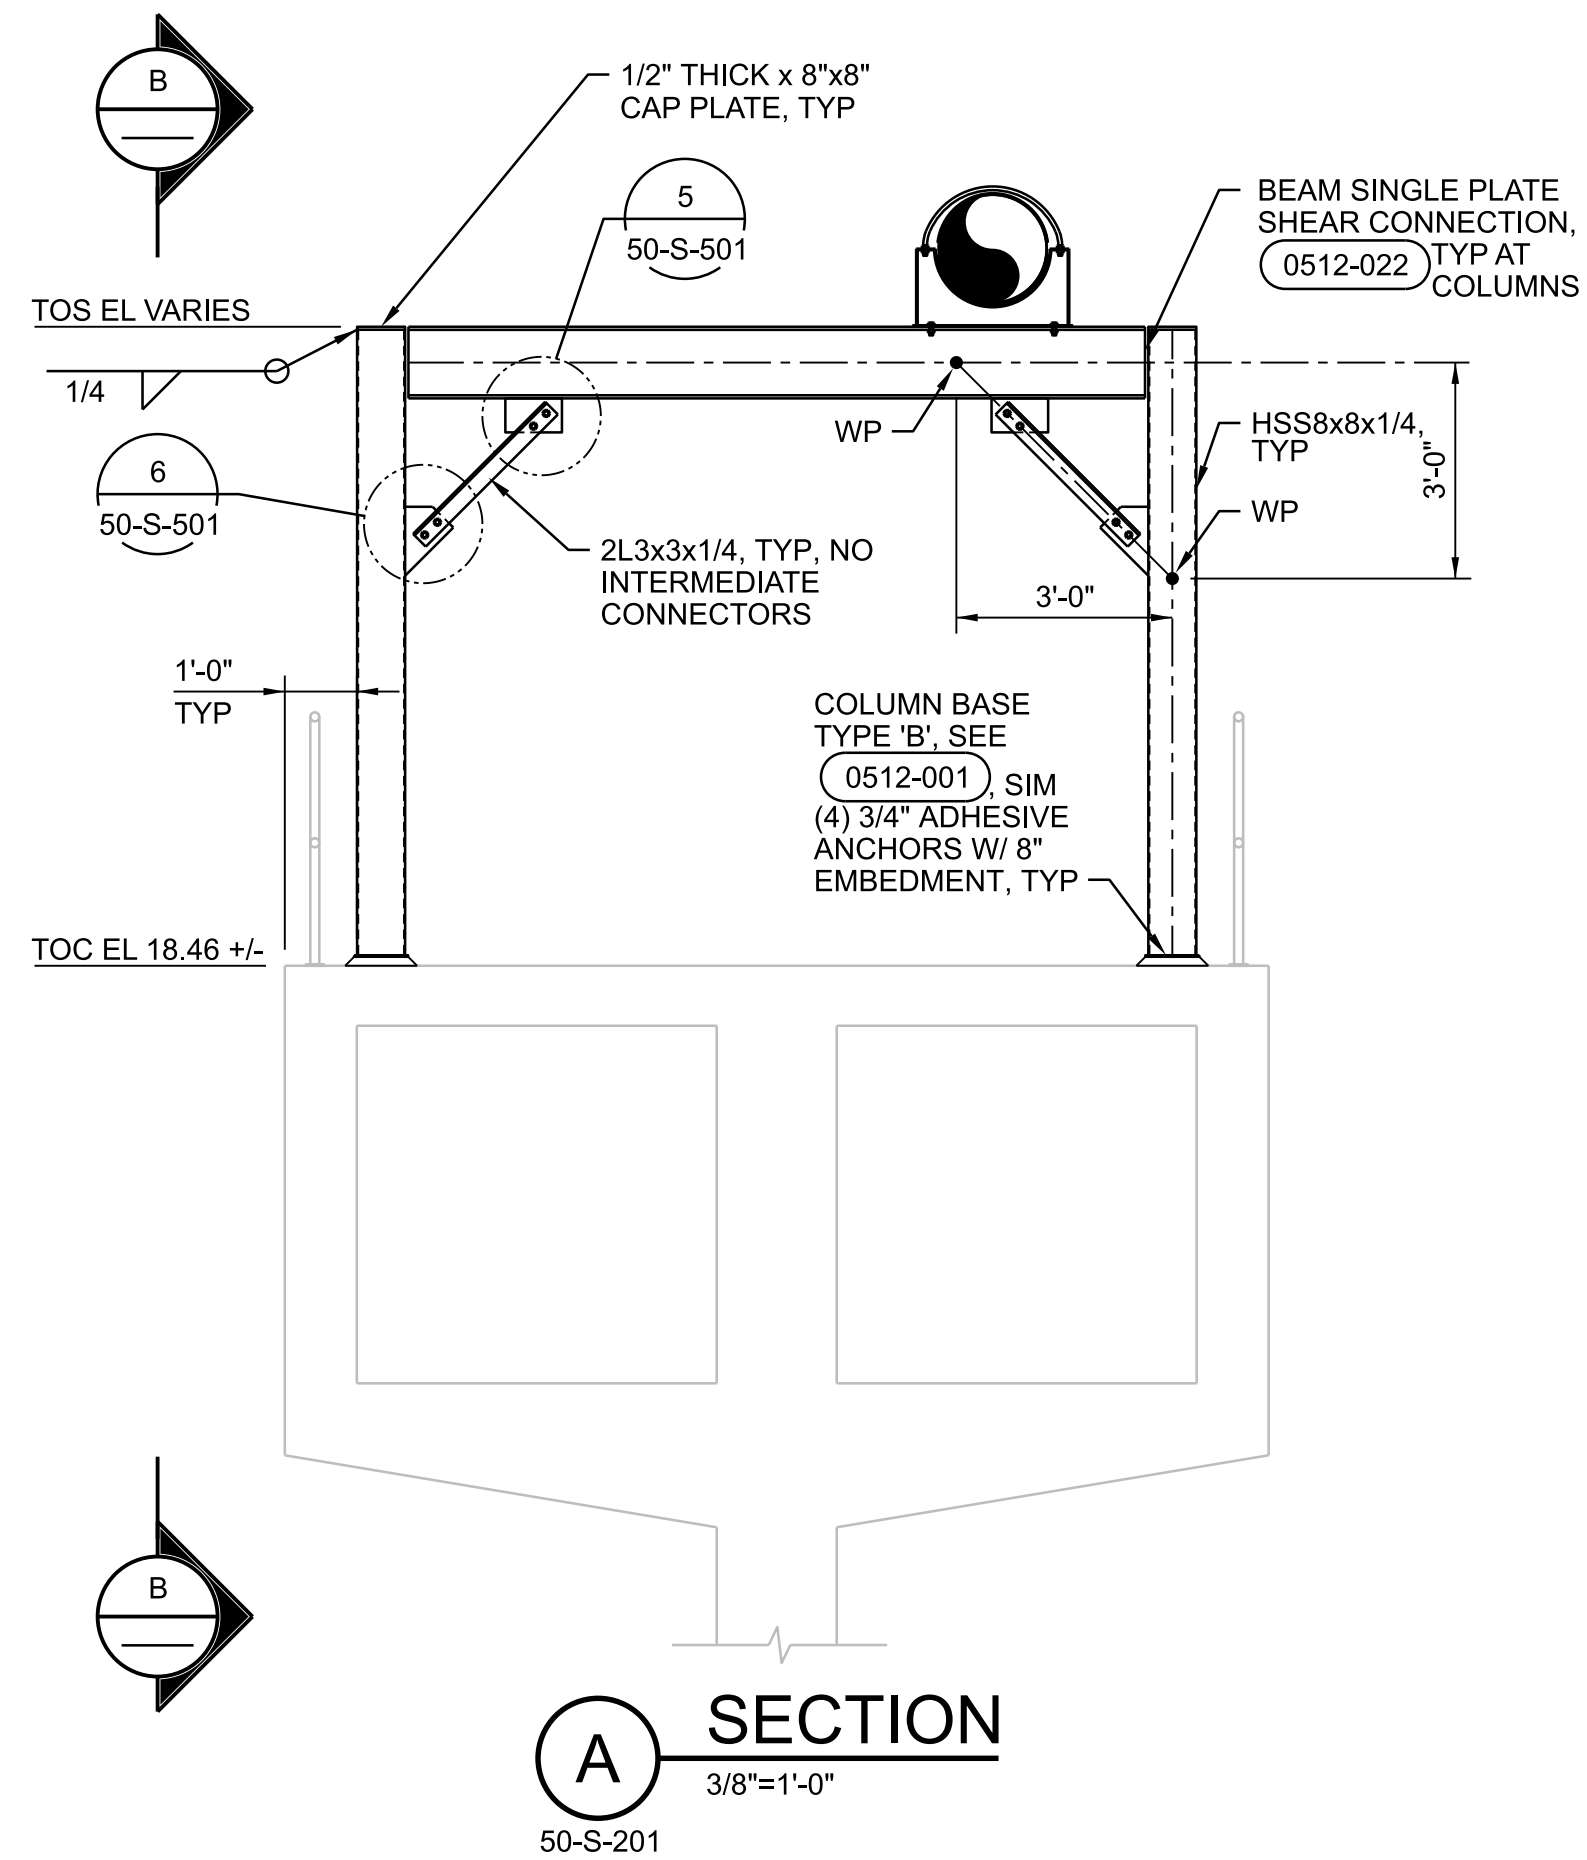 B
1/2" THICK x 8"x8"
CAP PLATE, TYP
5
50-S-501
BEAM SINGLE PLATE
SHEAR CONNECTION,
0512-022 TYP AT
COLUMNS
TOS EL VARIES
1/4
WP
HSS8x8x1/4,
TYP
3'-0"
6
50-S-501
WP
2L3x3x1/4, TYP, NO
INTERMEDIATE
CONNECTORS
3'-0"
1'-0"
TYP
COLUMN BASE
TYPE 'B', SEE
0512-001, SIM
(4) 3/4" ADHESIVE
ANCHORS W/ 8"
EMBEDMENT, TYP
TOC EL 18.46 +/-
B
A
SECTION
3/8"=1'-0"
50-S-201